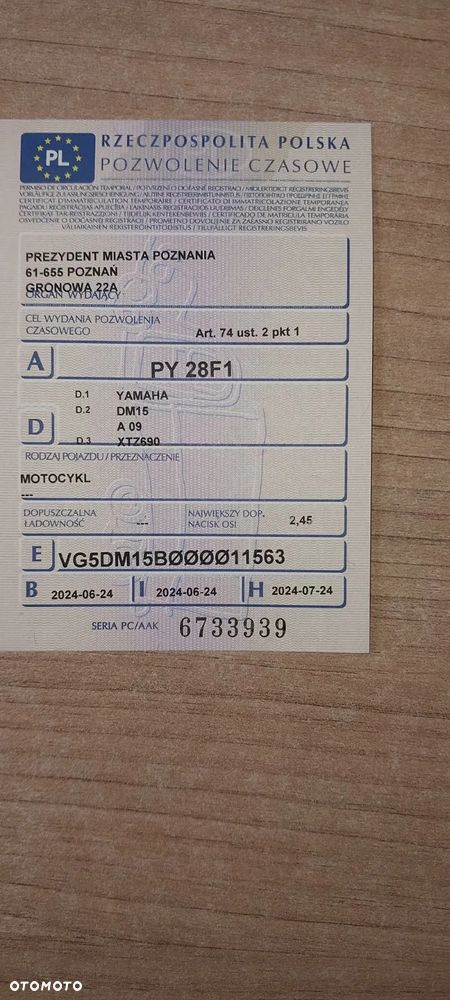 PL
RZECZPOSPOLITA POLSKA
POZWOLENIE CZASOWE
PREZYDENT MIASTA POZNANIA
61-655 POZNAŃ
GRONOWA 22A
ORGAN WYDAJĄCY
CEL WYDANIA POZWOLENIA
CZASOWEGO
Art. 74 ust. 2 pkt 1
A PY 28F1
D.1 YAMAHA
D.2 DM15
A 09
D
D.3 XTZ690
RODZAJ POJAZDU / PRZEZNACZENIE
MOTOCYKL
---
DOPUSZCZALNA
ŁADOWNOŚĆ ---
NAJWIĘKSZY DOP.
NACISK OSI 2,45
E VG5DM15BØØØØ11563
B 2024-06-24 I 2024-06-24 H 2024-07-24
SERIA PC/AAK 6733939
OTOMOTO